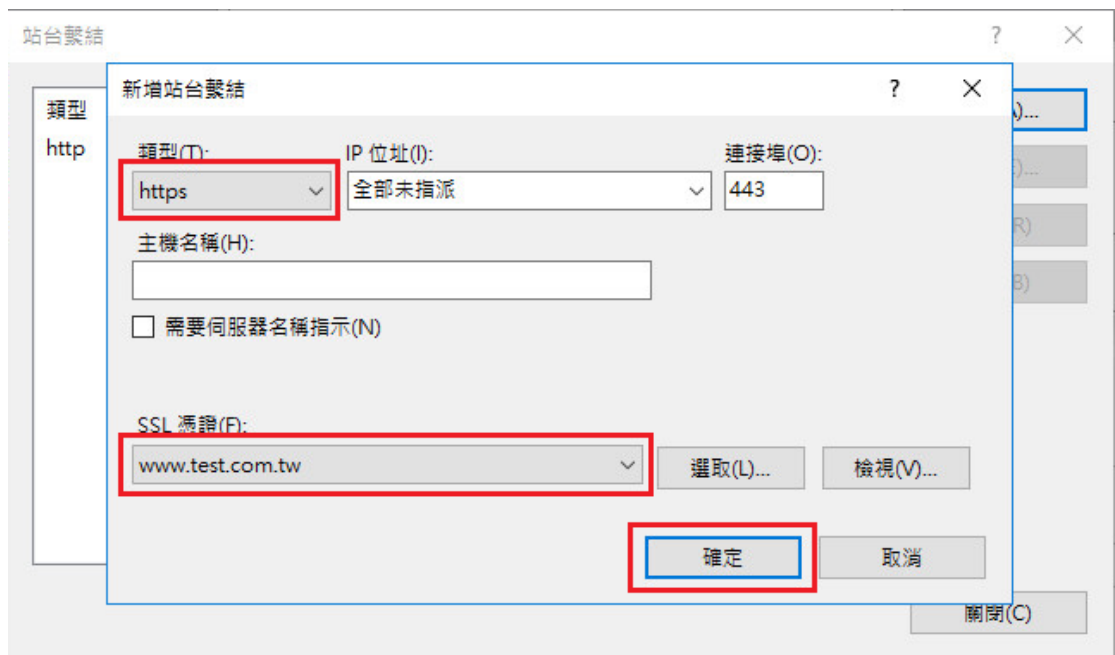 站台繫結 ?
新增站台繫結 ?
類型
http
類型(T): IP 位址(I): 連接埠(O):
https 全部未指派 443
主機名稱(H):
需要伺服器名稱指示(N)
SSL 憑證(F):
www.test.com.tw 選取(L)... 檢視(V)...
確定 取消
關閉(C)
)...
)...
R)
B)